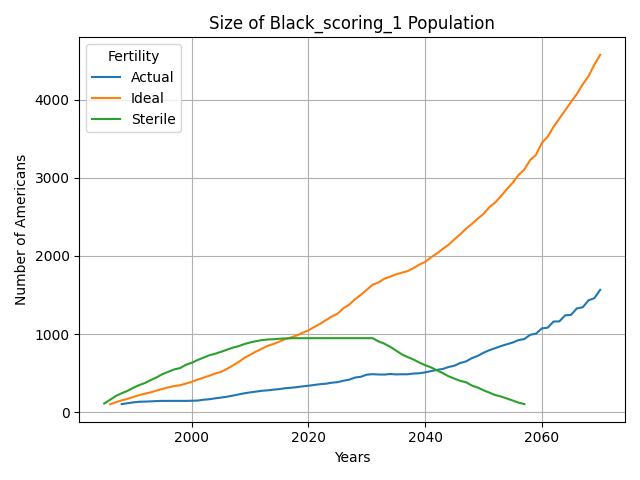 Size of Black_scoring_1 Population
Fertility
Actual
Ideal
Sterile
Number of Americans
4000
3000
2000
1000
0
2000
2020
2040
2060
Years